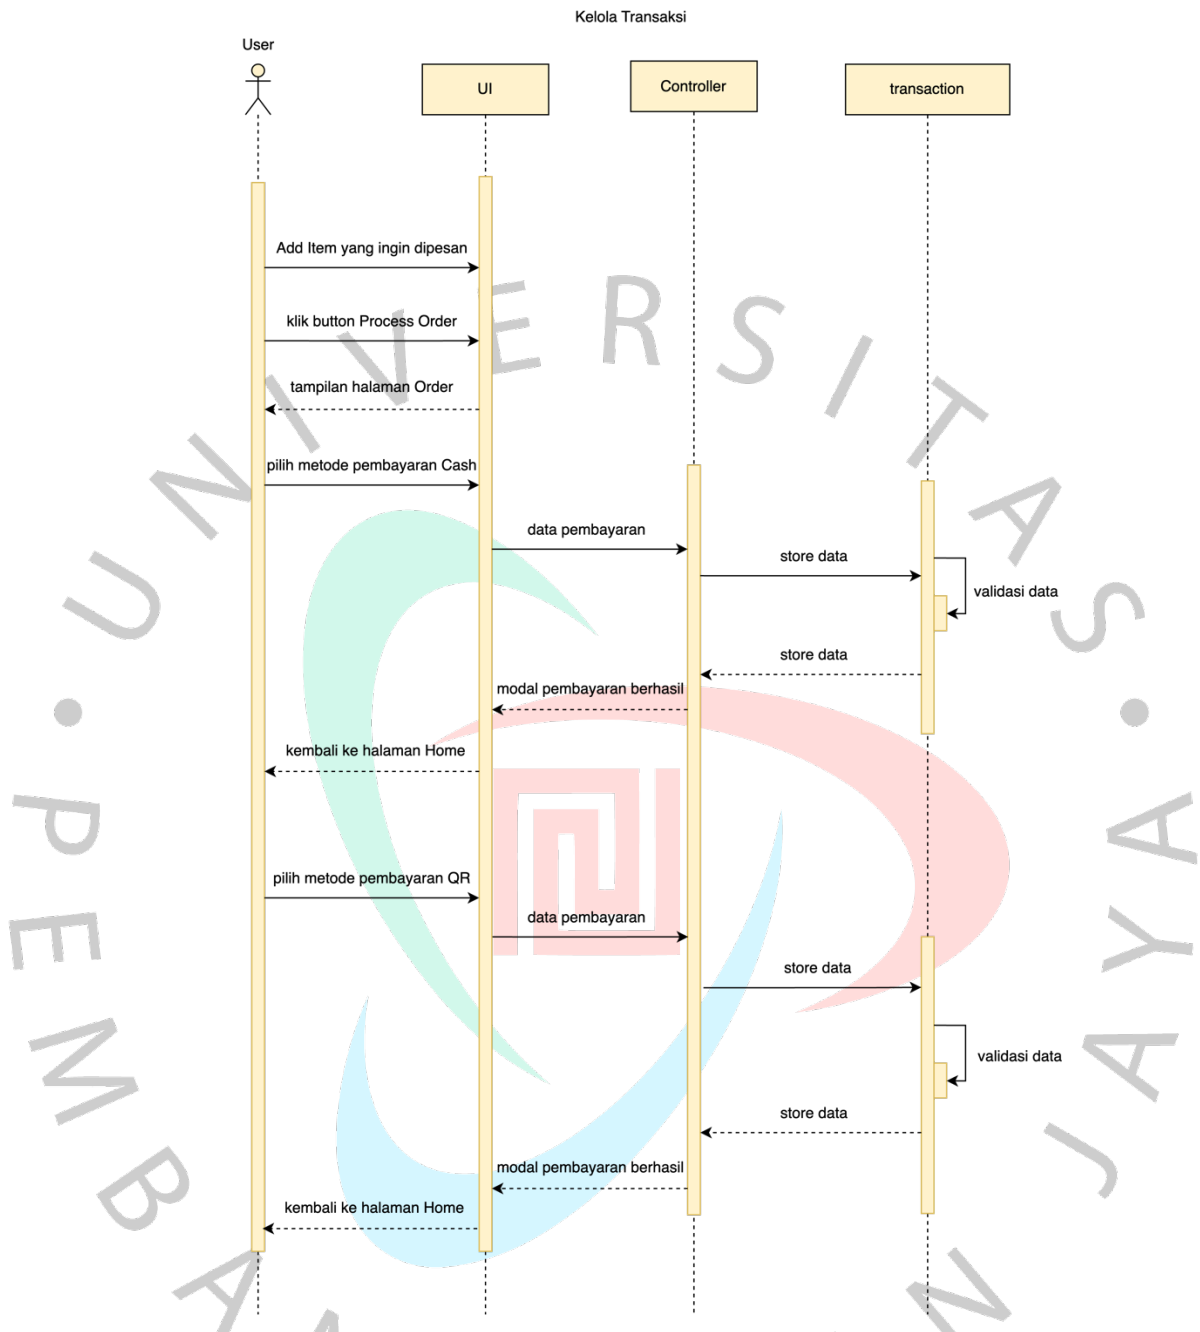 Kelola Transaksi
User
UI
Controller
transaction
Add Item yang ingin dipesan
klik button Process Order
tampilan halaman Order
pilih metode pembayaran Cash
data pembayaran
store data
validasi data
store data
modal pembayaran berhasil
kembali ke halaman Home
pilih metode pembayaran QR
data pembayaran
store data
validasi data
store data
modal pembayaran berhasil
kembali ke halaman Home
UNIVERSITAS
PEMBA
N JAYA